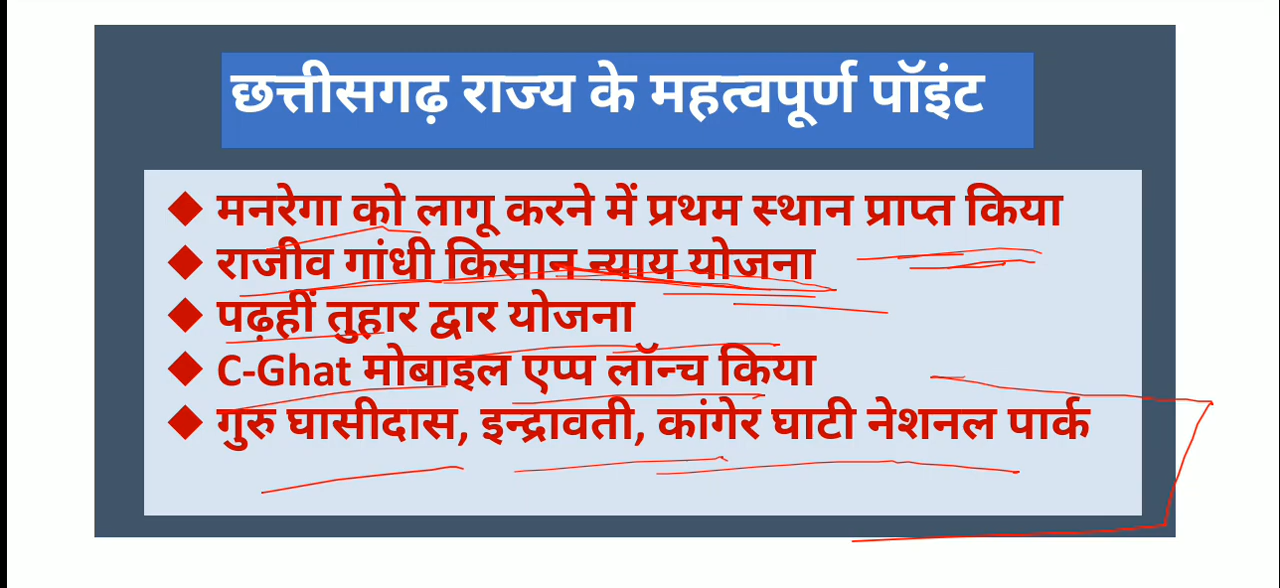 छत्तीसगढ़ राज्य के महत्वपूर्ण पॉइंट
◆ मनरेगा को लागू करने में प्रथम स्थान प्राप्त किया
◆ राजीव गांधी किसान न्याय योजना
◆ पढ़हीं तुहार द्वार योजना
◆ C-Ghat मोबाइल एप्प लॉन्च किया
◆ गुरु घासीदास, इन्द्रावती, कांगेर घाटी नेशनल पार्क